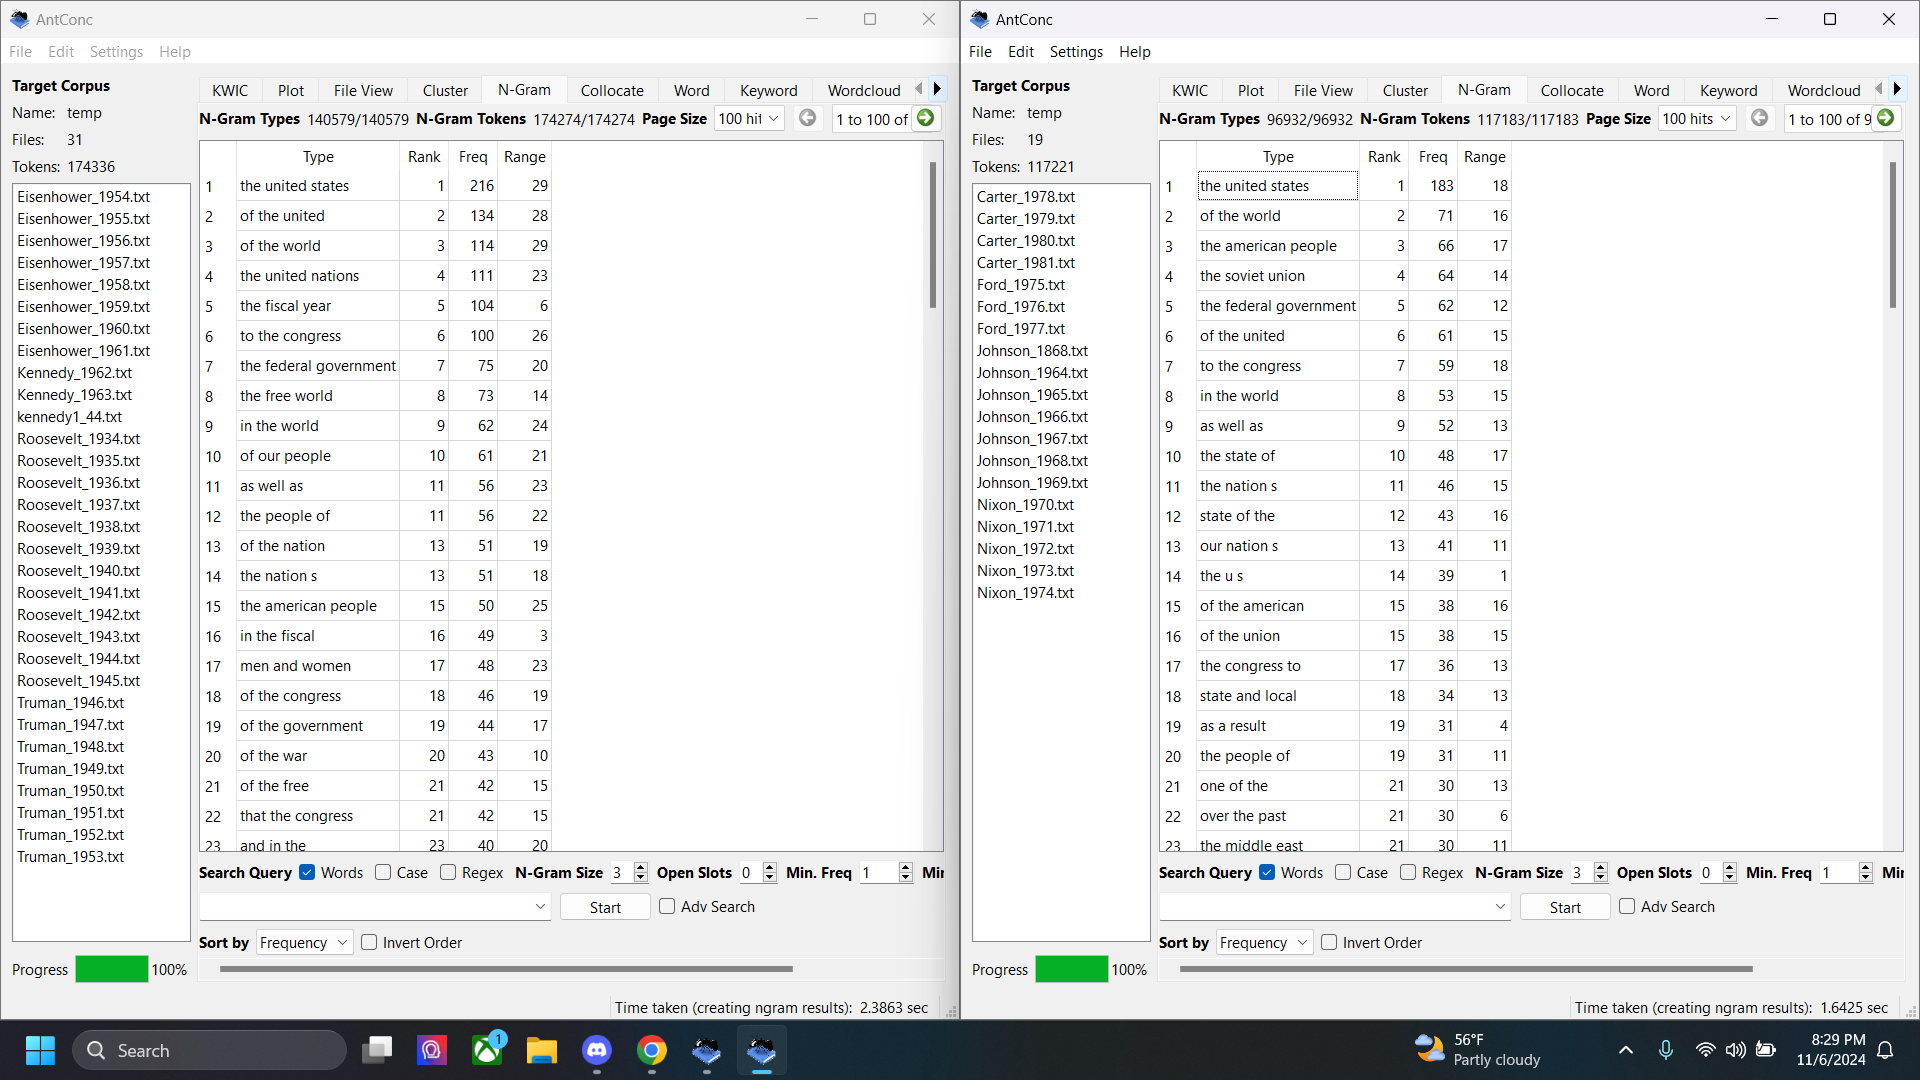 AntConc
File Edit Settings Help
Target Corpus
Name: temp
Files: 31
Tokens: 174336
Eisenhower_1954.txt
Eisenhower_1955.txt
Eisenhower_1956.txt
Eisenhower_1957.txt
Eisenhower_1958.txt
Eisenhower_1959.txt
Eisenhower_1960.txt
Eisenhower_1961.txt
Kennedy_1962.txt
Kennedy_1963.txt
kennedy1_44.txt
Roosevelt_1934.txt
Roosevelt_1935.txt
Roosevelt_1936.txt
Roosevelt_1937.txt
Roosevelt_1938.txt
Roosevelt_1939.txt
Roosevelt_1940.txt
Roosevelt_1941.txt
Roosevelt_1942.txt
Roosevelt_1943.txt
Roosevelt_1944.txt
Roosevelt_1945.txt
Truman_1946.txt
Truman_1947.txt
Truman_1948.txt
Truman_1949.txt
Truman_1950.txt
Truman_1951.txt
Truman_1952.txt
Truman_1953.txt
Progress 100%
KWIC Plot File View Cluster N-Gram Collocate Word Keyword Wordcloud
N-Gram Types 140579/140579 N-Gram Tokens 174274/174274 Page Size 100 hit 1 to 100 of
Type Rank Freq Range
1 the united states 1 216 29
2 of the united 2 134 28
3 of the world 3 114 29
4 the united nations 4 111 23
5 the fiscal year 5 104 6
6 to the congress 6 100 26
7 the federal government 7 75 20
8 the free world 8 73 14
9 in the world 9 62 24
10 of our people 10 61 21
11 as well as 11 56 23
12 the people of 11 56 22
13 of the nation 13 51 19
14 the nation s 13 51 18
15 the american people 15 50 25
16 in the fiscal 16 49 3
17 men and women 17 48 23
18 of the congress 18 46 19
19 of the government 19 44 17
20 of the war 20 43 10
21 of the free 21 42 15
22 that the congress 21 42 15
23 and in the 23 40 20
Search Query Words Case Regex N-Gram Size 3 Open Slots 0 Min. Freq 1 Mir
Start Adv Search
Sort by Frequency Invert Order
Time taken (creating ngram results): 2.3863 sec
AntConc
File Edit Settings Help
Target Corpus
Name: temp
Files: 19
Tokens: 117221
Carter_1978.txt
Carter_1979.txt
Carter_1980.txt
Carter_1981.txt
Ford_1975.txt
Ford_1976.txt
Ford_1977.txt
Johnson_1868.txt
Johnson_1964.txt
Johnson_1965.txt
Johnson_1966.txt
Johnson_1967.txt
Johnson_1968.txt
Johnson_1969.txt
Nixon_1970.txt
Nixon_1971.txt
Nixon_1972.txt
Nixon_1973.txt
Nixon_1974.txt
Progress 100%
KWIC Plot File View Cluster N-Gram Collocate Word Keyword Wordcloud
N-Gram Types 96932/96932 N-Gram Tokens 117183/117183 Page Size 100 hits 1 to 100 of 9
Type Rank Freq Range
1 the united states 1 183 18
2 of the world 2 71 16
3 the american people 3 66 17
4 the soviet union 4 64 14
5 the federal government 5 62 12
6 of the united 6 61 15
7 to the congress 7 59 18
8 in the world 8 53 15
9 as well as 9 52 13
10 the state of 10 48 17
11 the nation s 11 46 15
12 state of the 12 43 16
13 our nation s 13 41 11
14 the u s 14 39 1
15 of the american 15 38 16
16 of the union 15 38 15
17 the congress to 17 36 13
18 state and local 18 34 13
19 as a result 19 31 4
20 the people of 19 31 11
21 one of the 21 30 13
22 over the past 21 30 6
23 the middle east 21 30 11
Search Query Words Case Regex N-Gram Size 3 Open Slots 0 Min. Freq 1 Mir
Start Adv Search
Sort by Frequency Invert Order
Time taken (creating ngram results): 1.6425 sec
Search
1
56°F
Partly cloudy
8:29 PM
11/6/2024